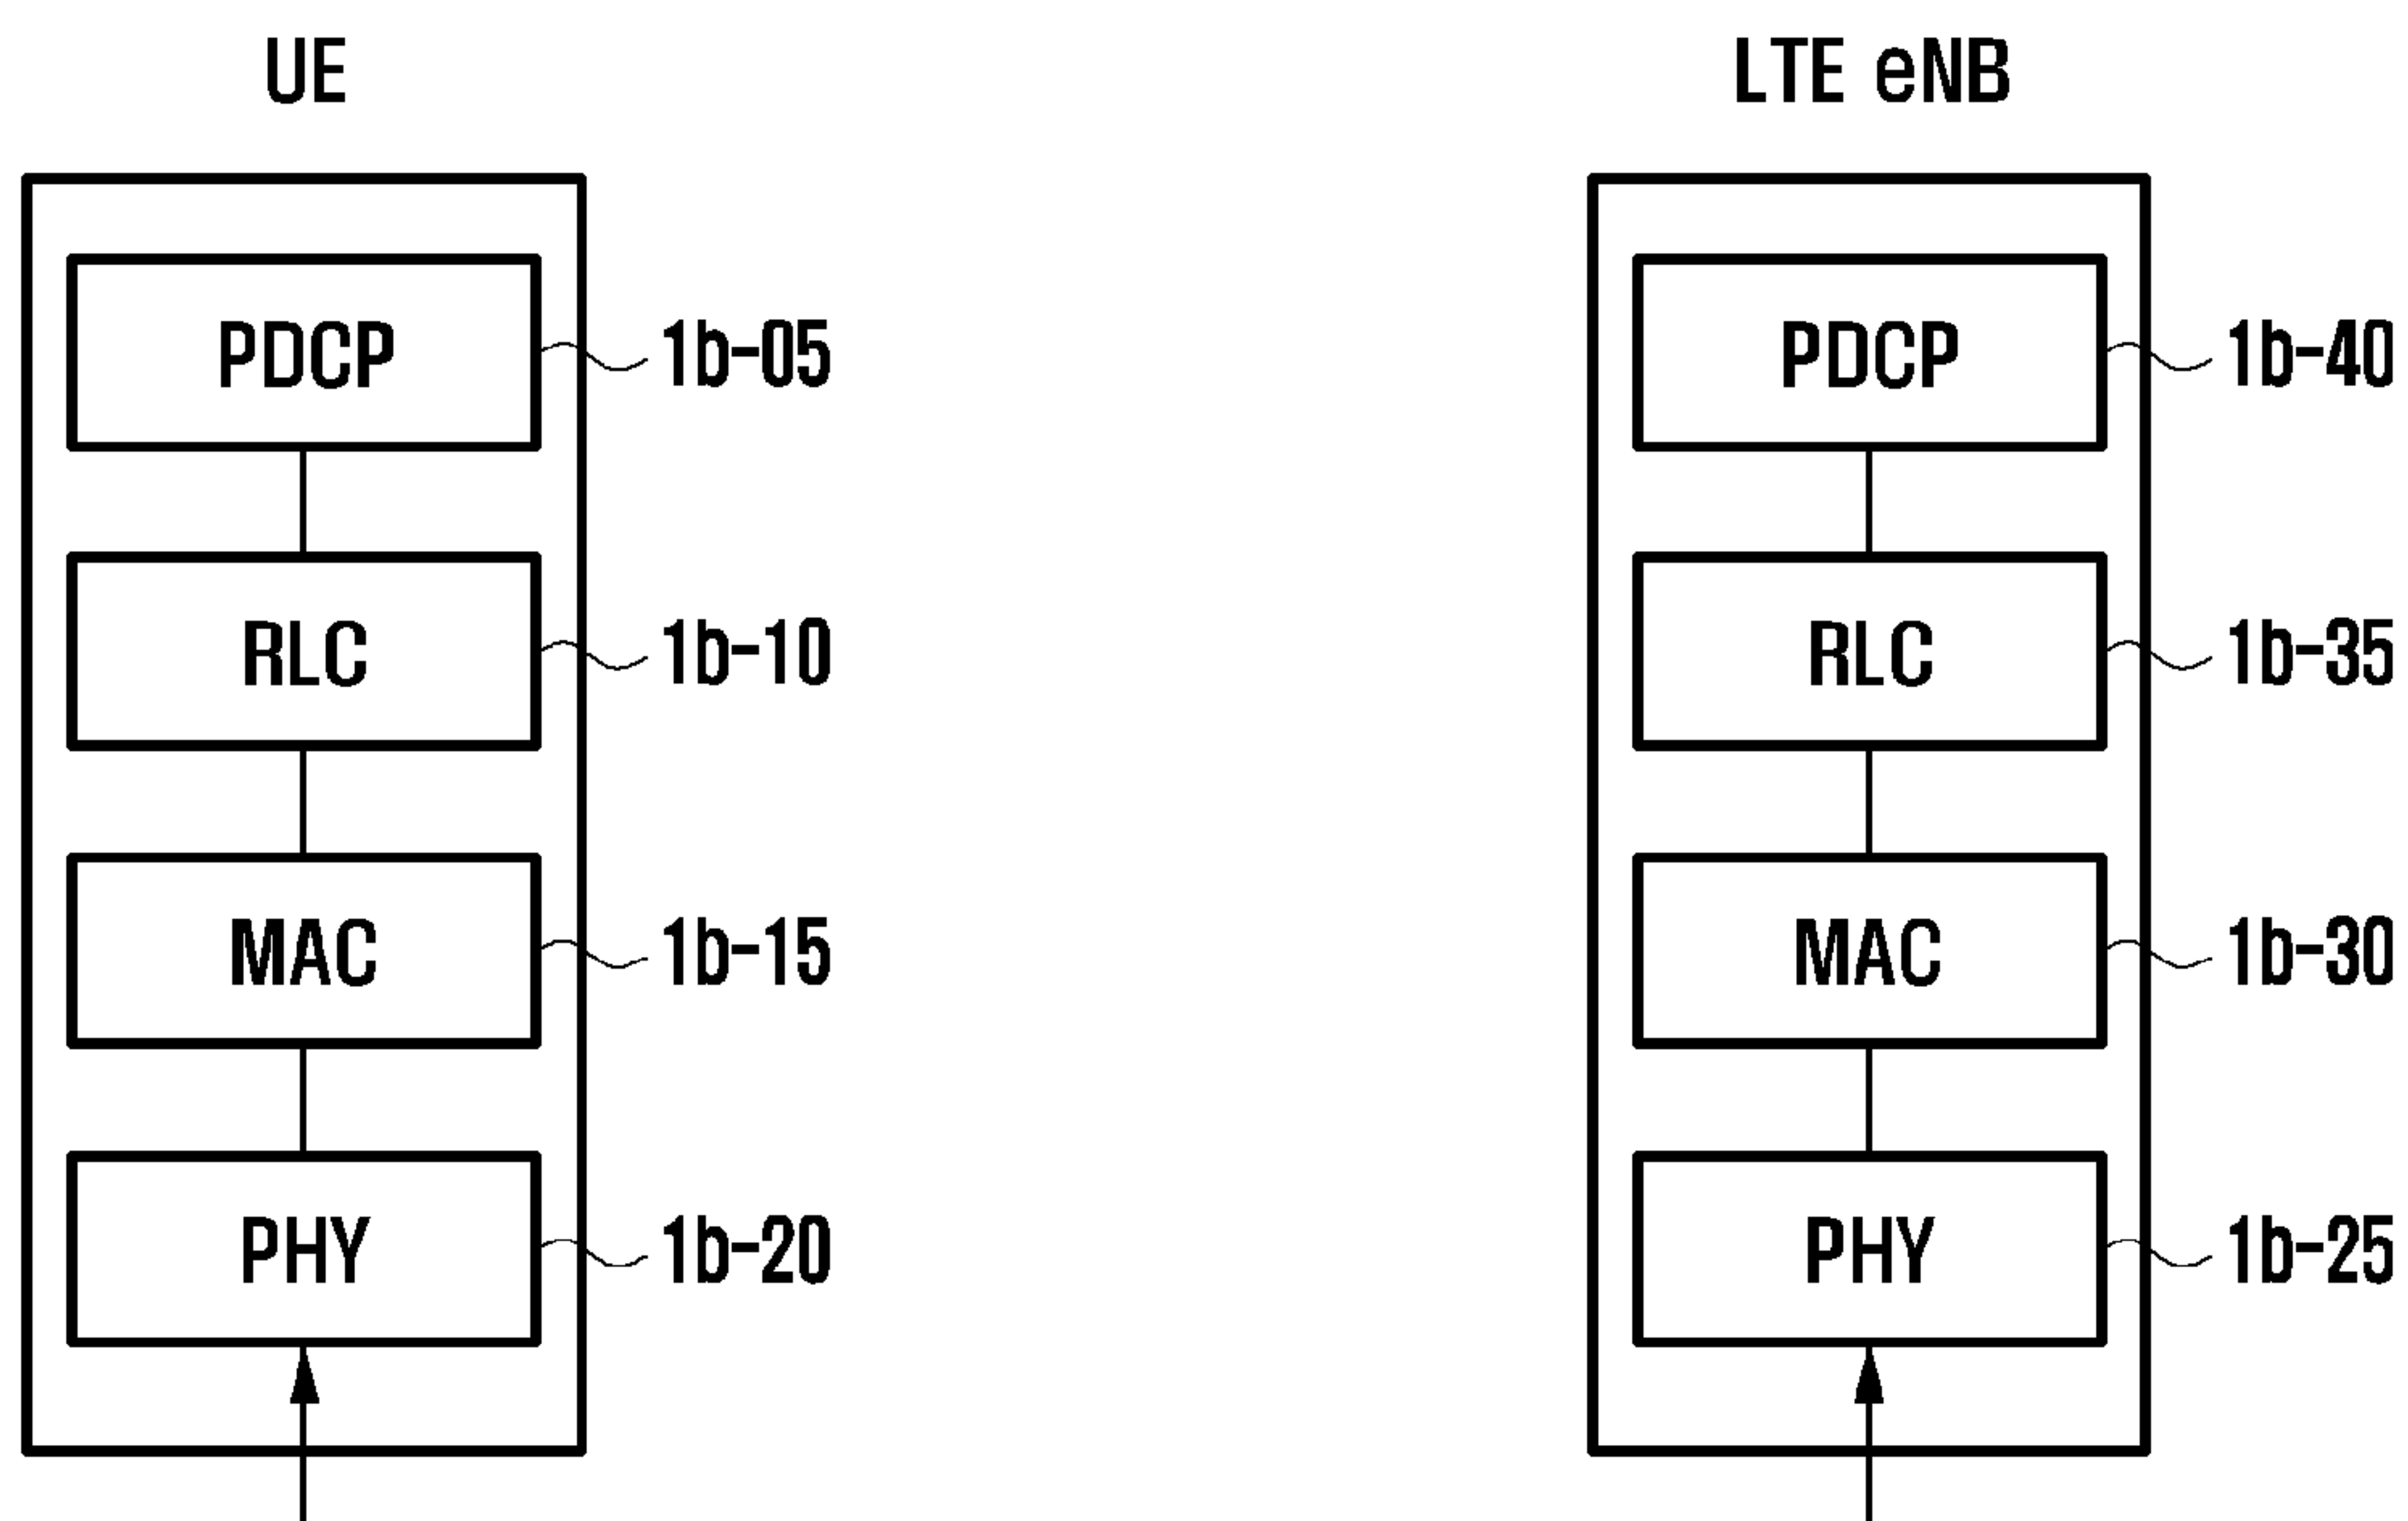 UE
LTE eNB
PDCP
1b-05
PDCP
1b-40
RLC
1b-10
RLC
1b-35
MAC
1b-15
MAC
1b-30
PHY
1b-20
PHY
1b-25